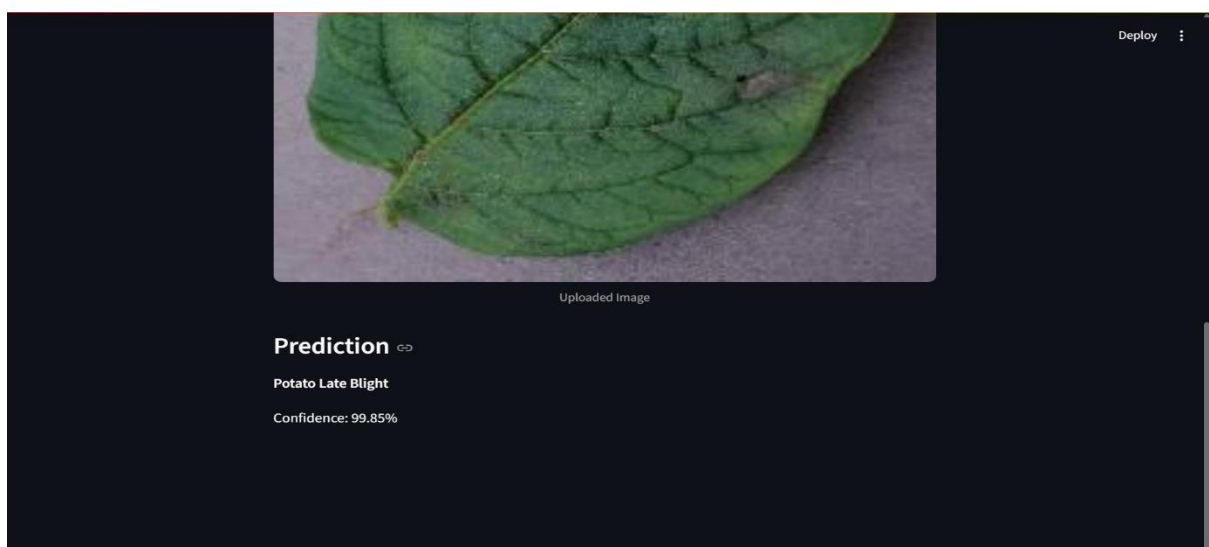 Deploy
Uploaded Image
Prediction
Potato Late Blight
Confidence: 99.85%